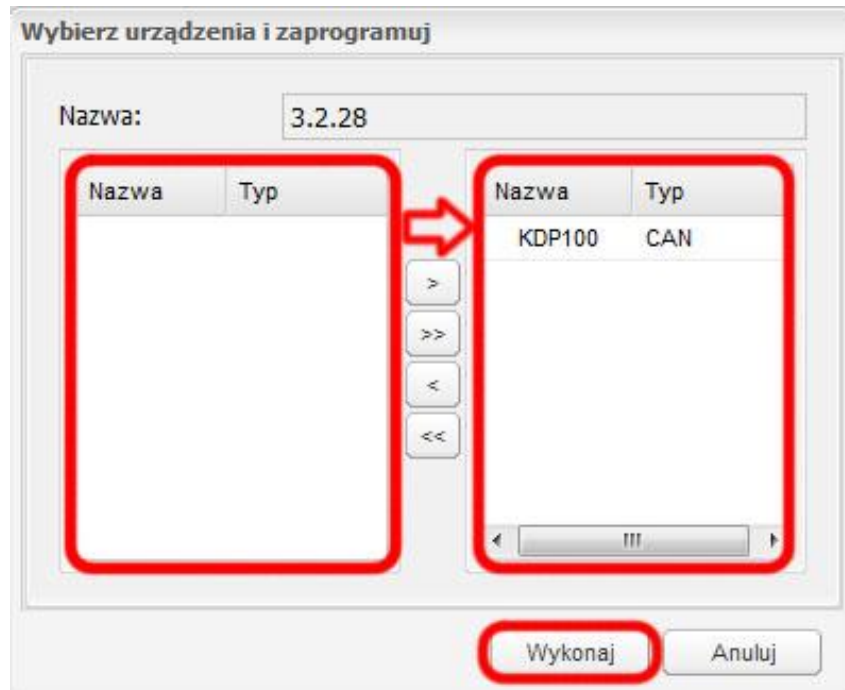 Wybierz urządzenia i zaprogramuj
Nazwa: 3.2.28
Nazwa Typ Nazwa Typ
KDP100 CAN
>
>>
<
<<
Wykonaj Anuluj